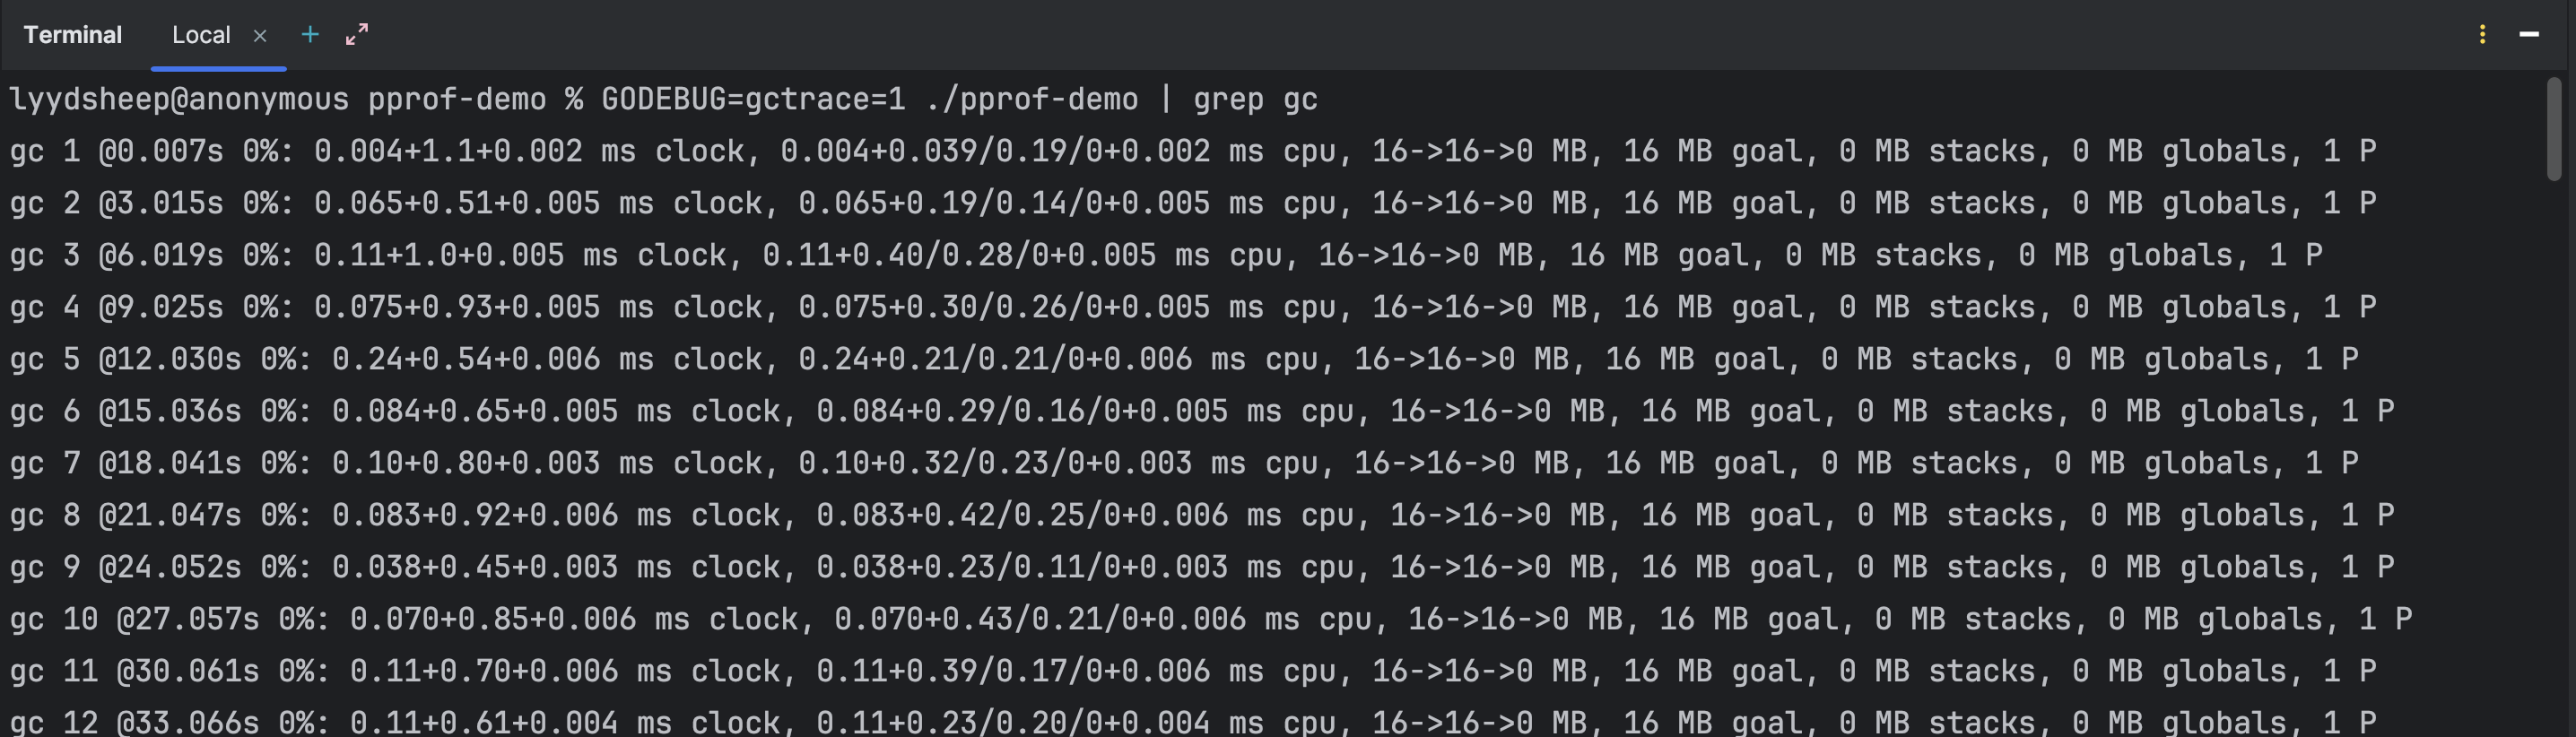 Terminal Local × +
lyydsheep@anonymous pprof-demo % GODEBUG=gctrace=1 ./pprof-demo | grep gc
gc 1 @0.007s 0%: 0.004+1.1+0.002 ms clock, 0.004+0.039/0.19/0+0.002 ms cpu, 16->16->0 MB, 16 MB goal, 0 MB stacks, 0 MB globals, 1 P
gc 2 @3.015s 0%: 0.065+0.51+0.005 ms clock, 0.065+0.19/0.14/0+0.005 ms cpu, 16->16->0 MB, 16 MB goal, 0 MB stacks, 0 MB globals, 1 P
gc 3 @6.019s 0%: 0.11+1.0+0.005 ms clock, 0.11+0.40/0.28/0+0.005 ms cpu, 16->16->0 MB, 16 MB goal, 0 MB stacks, 0 MB globals, 1 P
gc 4 @9.025s 0%: 0.075+0.93+0.005 ms clock, 0.075+0.30/0.26/0+0.005 ms cpu, 16->16->0 MB, 16 MB goal, 0 MB stacks, 0 MB globals, 1 P
gc 5 @12.030s 0%: 0.24+0.54+0.006 ms clock, 0.24+0.21/0.21/0+0.006 ms cpu, 16->16->0 MB, 16 MB goal, 0 MB stacks, 0 MB globals, 1 P
gc 6 @15.036s 0%: 0.084+0.65+0.005 ms clock, 0.084+0.29/0.16/0+0.005 ms cpu, 16->16->0 MB, 16 MB goal, 0 MB stacks, 0 MB globals, 1 P
gc 7 @18.041s 0%: 0.10+0.80+0.003 ms clock, 0.10+0.32/0.23/0+0.003 ms cpu, 16->16->0 MB, 16 MB goal, 0 MB stacks, 0 MB globals, 1 P
gc 8 @21.047s 0%: 0.083+0.92+0.006 ms clock, 0.083+0.42/0.25/0+0.006 ms cpu, 16->16->0 MB, 16 MB goal, 0 MB stacks, 0 MB globals, 1 P
gc 9 @24.052s 0%: 0.038+0.45+0.003 ms clock, 0.038+0.23/0.11/0+0.003 ms cpu, 16->16->0 MB, 16 MB goal, 0 MB stacks, 0 MB globals, 1 P
gc 10 @27.057s 0%: 0.070+0.85+0.006 ms clock, 0.070+0.43/0.21/0+0.006 ms cpu, 16->16->0 MB, 16 MB goal, 0 MB stacks, 0 MB globals, 1 P
gc 11 @30.061s 0%: 0.11+0.70+0.006 ms clock, 0.11+0.39/0.17/0+0.006 ms cpu, 16->16->0 MB, 16 MB goal, 0 MB stacks, 0 MB globals, 1 P
gc 12 @33.066s 0%: 0.11+0.61+0.004 ms clock, 0.11+0.23/0.20/0+0.004 ms cpu, 16->16->0 MB, 16 MB goal, 0 MB stacks, 0 MB globals, 1 P